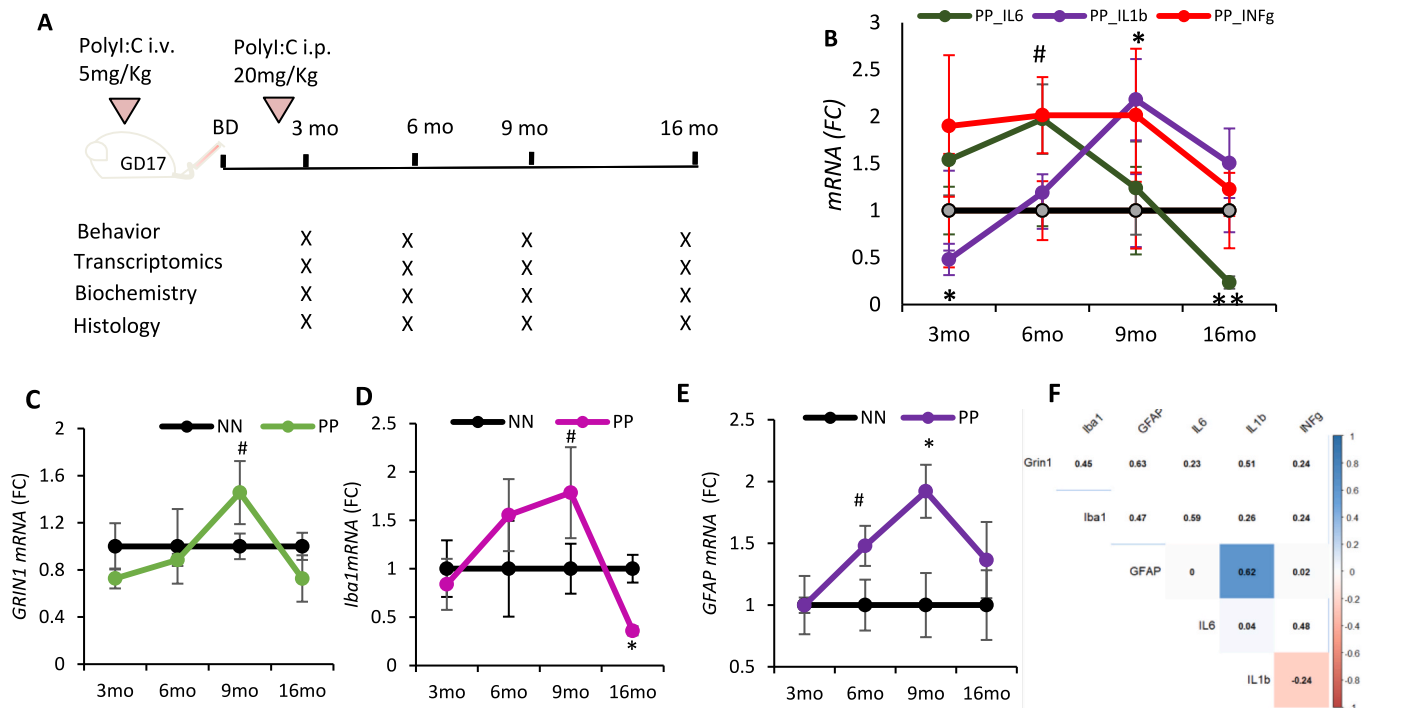 A
PolyI:C i.v.
5mg/Kg
PolyI:C i.p.
20mg/Kg
GD17
BD
3 mo
6 mo
9 mo
16 mo
Behavior
X X X X
Transcriptomics
X X X X
Biochemistry
X X X X
Histology
X X X X
B
PP_IL6 PP_IL1b PP_INFg
mRNA (FC)
3
2.5
2
1.5
1
0.5
0
#
*
*
**
3mo 6mo 9mo 16mo
C
NN PP
GRIN1 mRNA (FC)
2
1.6
1.2
0.8
0.4
0
#
3mo 6mo 9mo 16mo
D
NN PP
Iba1mRNA (FC)
2.5
2
1.5
1
0.5
0
#
*
3mo 6mo 9mo 16mo
E
NN PP
GFAP mRNA (FC)
2.5
2
1.5
1
0.5
#
*
3mo 6mo 9mo 16mo
F
Iba1 GFAP IL6 IL1b INFg
Grin1 0.45 0.63 0.23 0.51 0.24
Iba1 0.47 0.59 0.26 0.24
GFAP 0 0.62 0.02
IL6 0.04 0.48
IL1b -0.24
1
0.8
0.6
0.4
0.2
0
-0.2
-0.4
-0.6
-0.8
-1